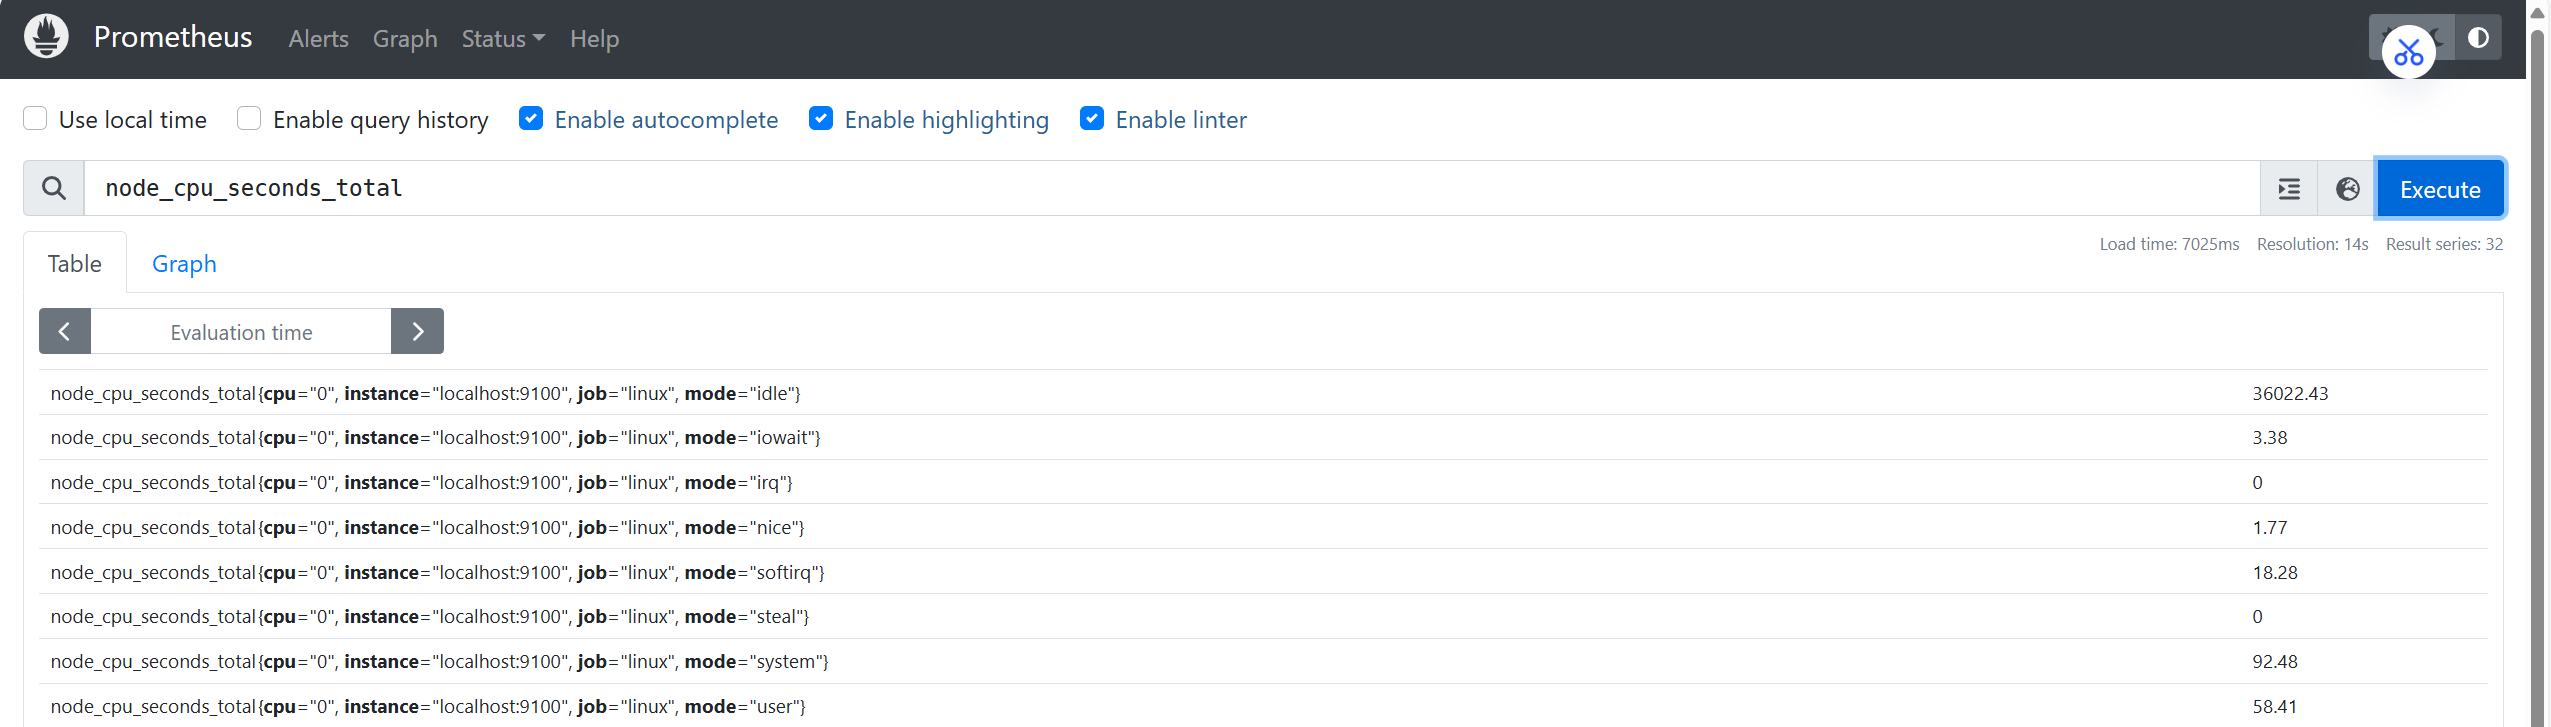 Prometheus Alerts Graph Status Help
Use local time Enable query history Enable autocomplete Enable highlighting Enable linter
node_cpu_seconds_total Execute
Load time: 7025ms Resolution: 14s Result series: 32
Table Graph
Evaluation time
node_cpu_seconds_total{cpu="0", instance="localhost:9100", job="linux", mode="idle"} 36022.43
node_cpu_seconds_total{cpu="0", instance="localhost:9100", job="linux", mode="iowait"} 3.38
node_cpu_seconds_total{cpu="0", instance="localhost:9100", job="linux", mode="irq"} 0
node_cpu_seconds_total{cpu="0", instance="localhost:9100", job="linux", mode="nice"} 1.77
node_cpu_seconds_total{cpu="0", instance="localhost:9100", job="linux", mode="softirq"} 18.28
node_cpu_seconds_total{cpu="0", instance="localhost:9100", job="linux", mode="steal"} 0
node_cpu_seconds_total{cpu="0", instance="localhost:9100", job="linux", mode="system"} 92.48
node_cpu_seconds_total{cpu="0", instance="localhost:9100", job="linux", mode="user"} 58.41